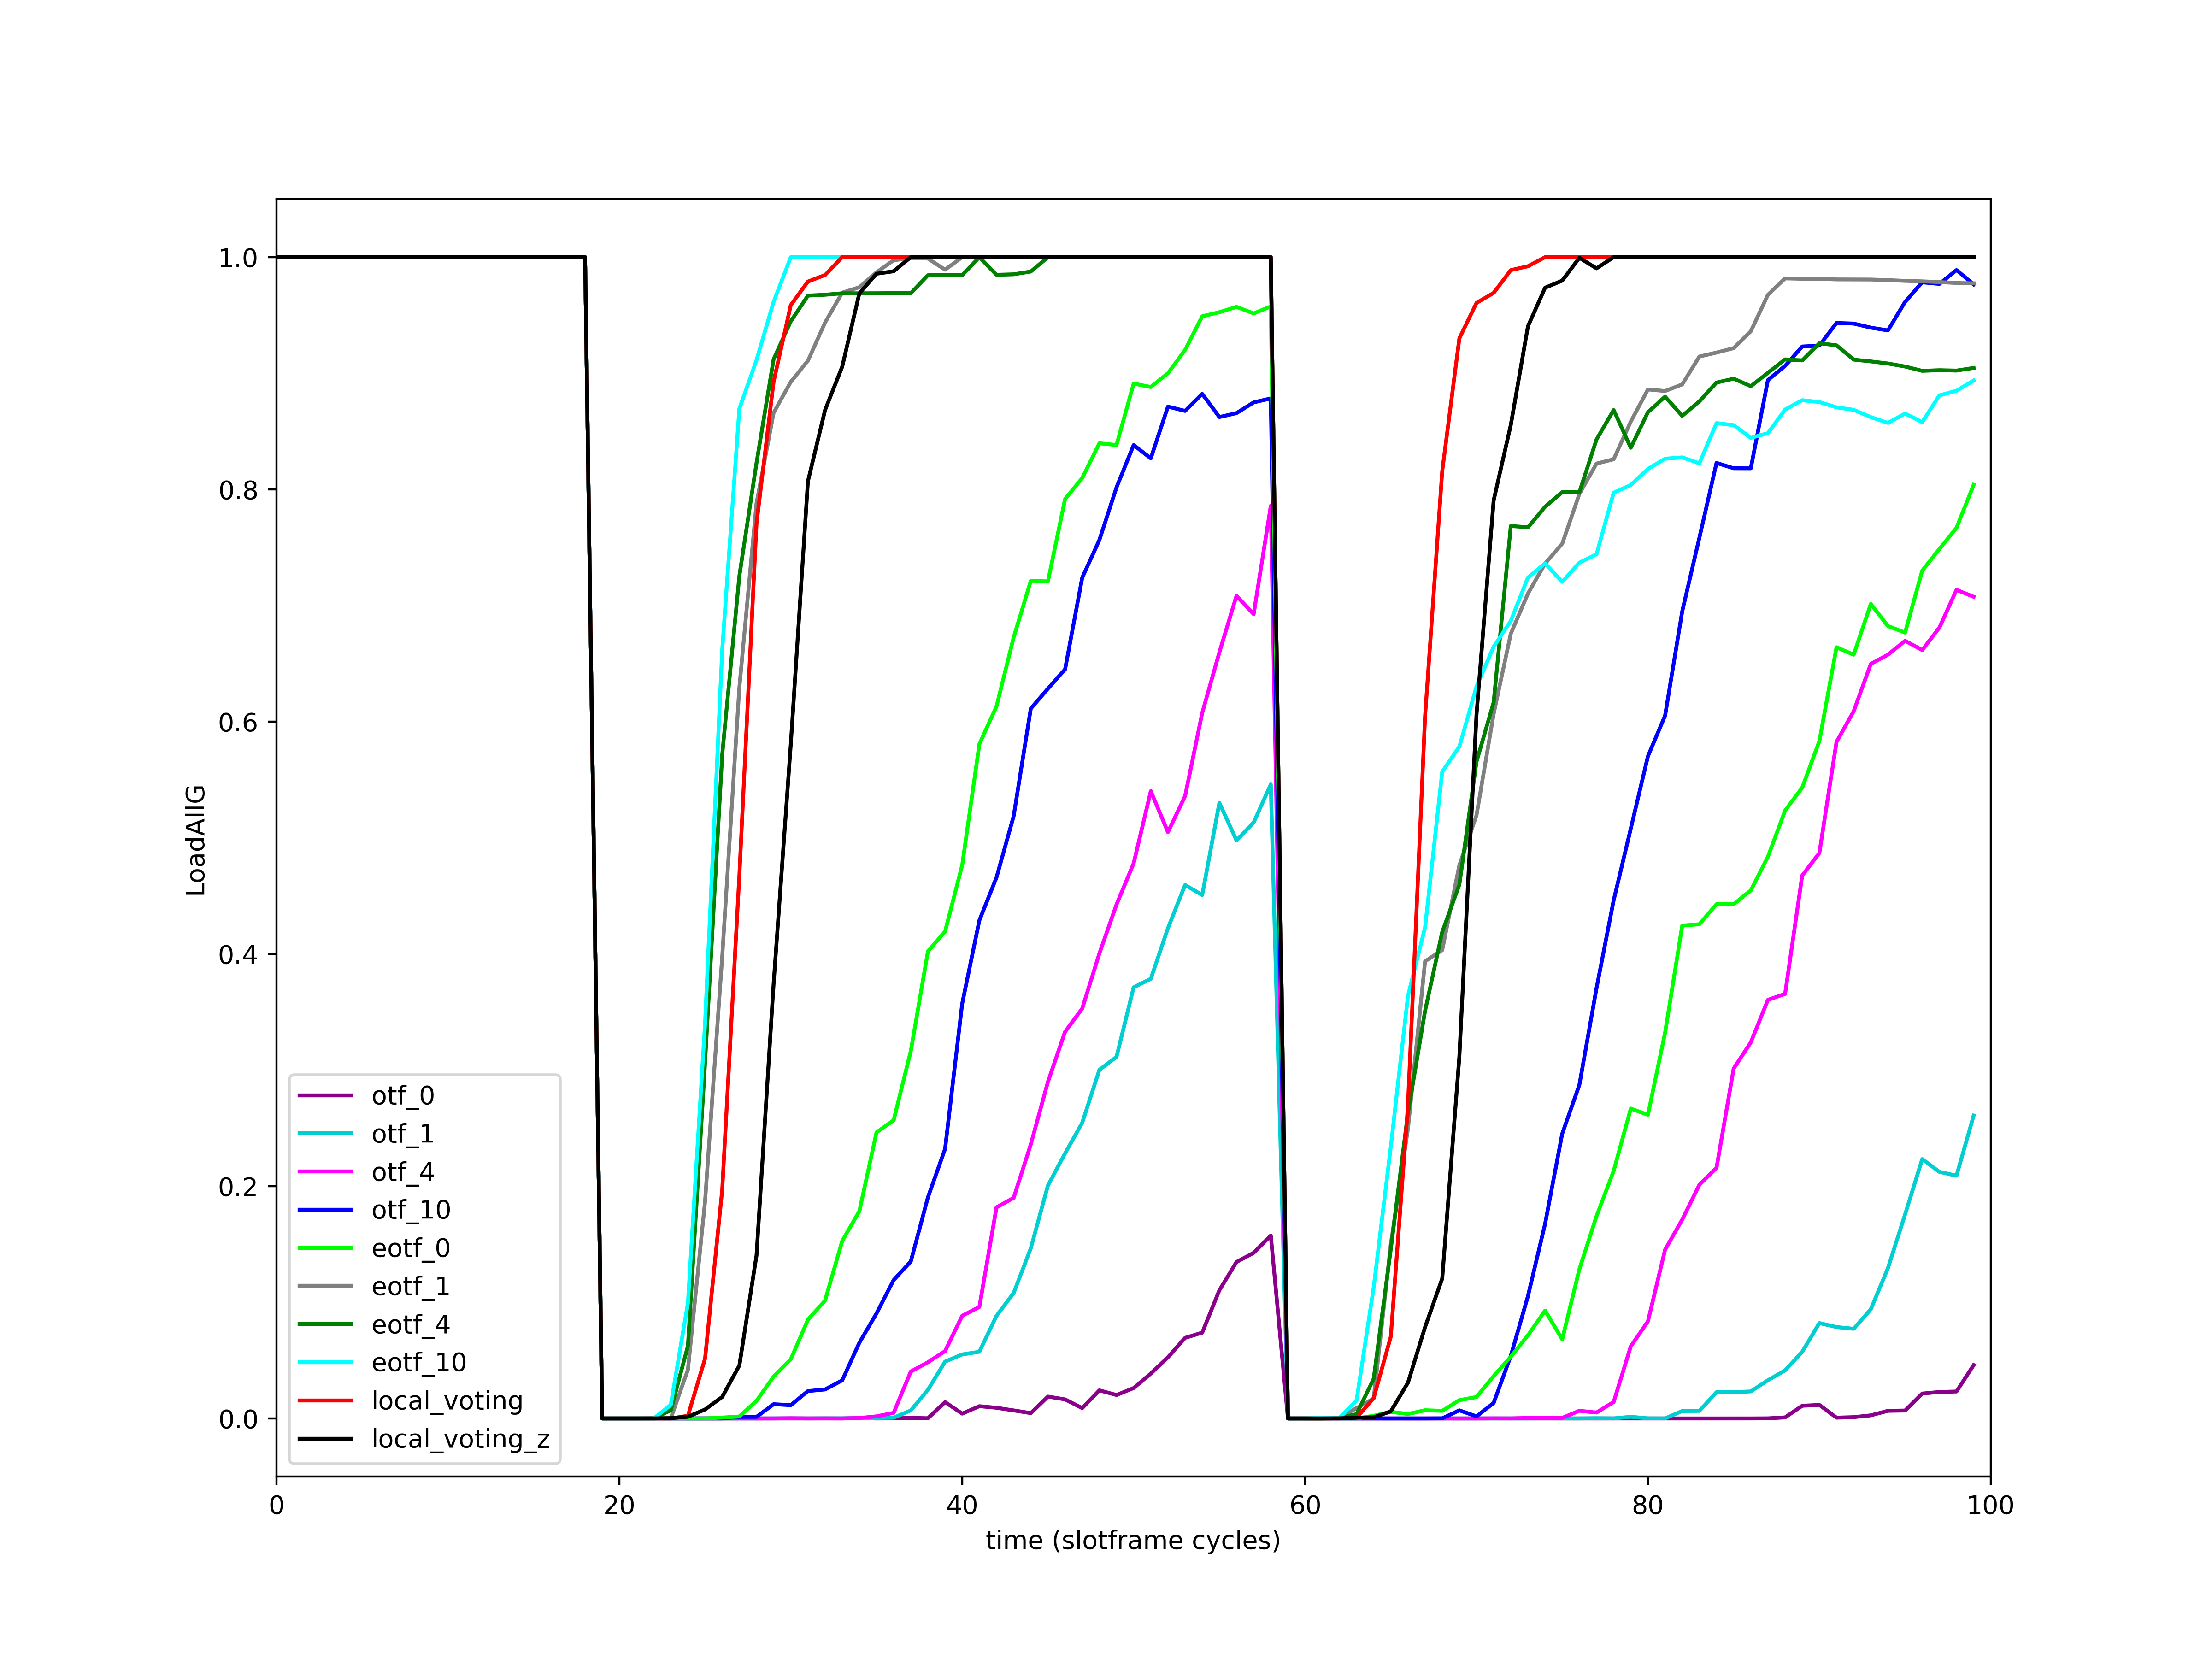 1.0
0.8
0.6
0.4
0.2
0.0
LoadAllG
otf_0
otf_1
otf_4
otf_10
eotf_0
eotf_1
eotf_4
eotf_10
local_voting
local_voting_z
0 20 40 60 80 100
time (slotframe cycles)